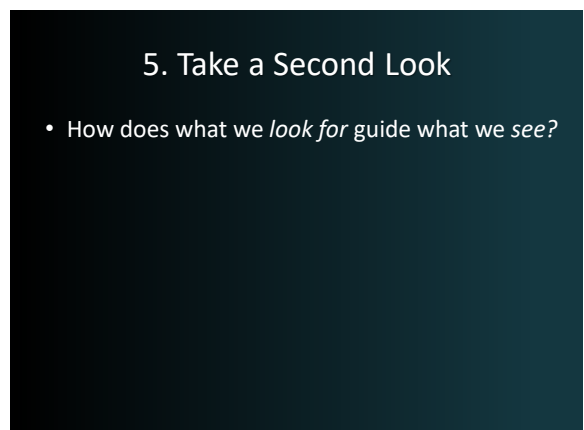 5. Take a Second Look
• How does what we look for guide what we see?